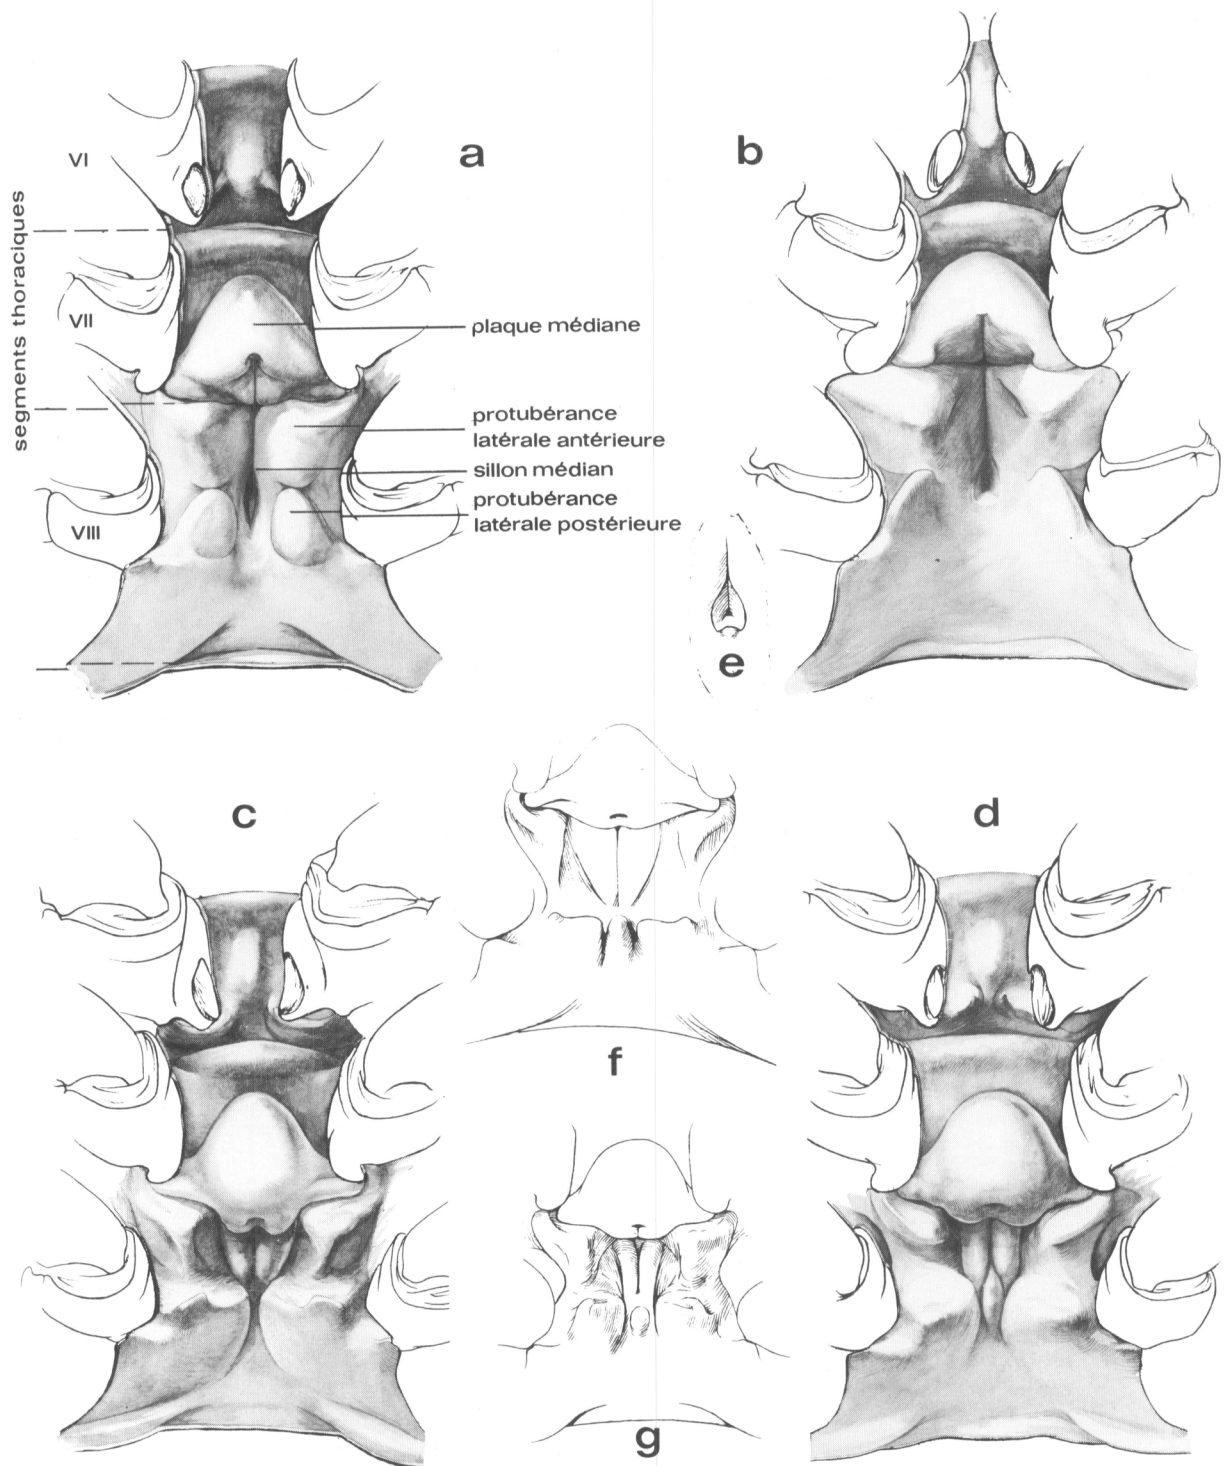 a
b
VI
segments thoraciques
VII
plaque médiane
protubérance
latérale antérieure
sillon médian
protubérance
latérale postérieure
VIII
e
c
d
f
g